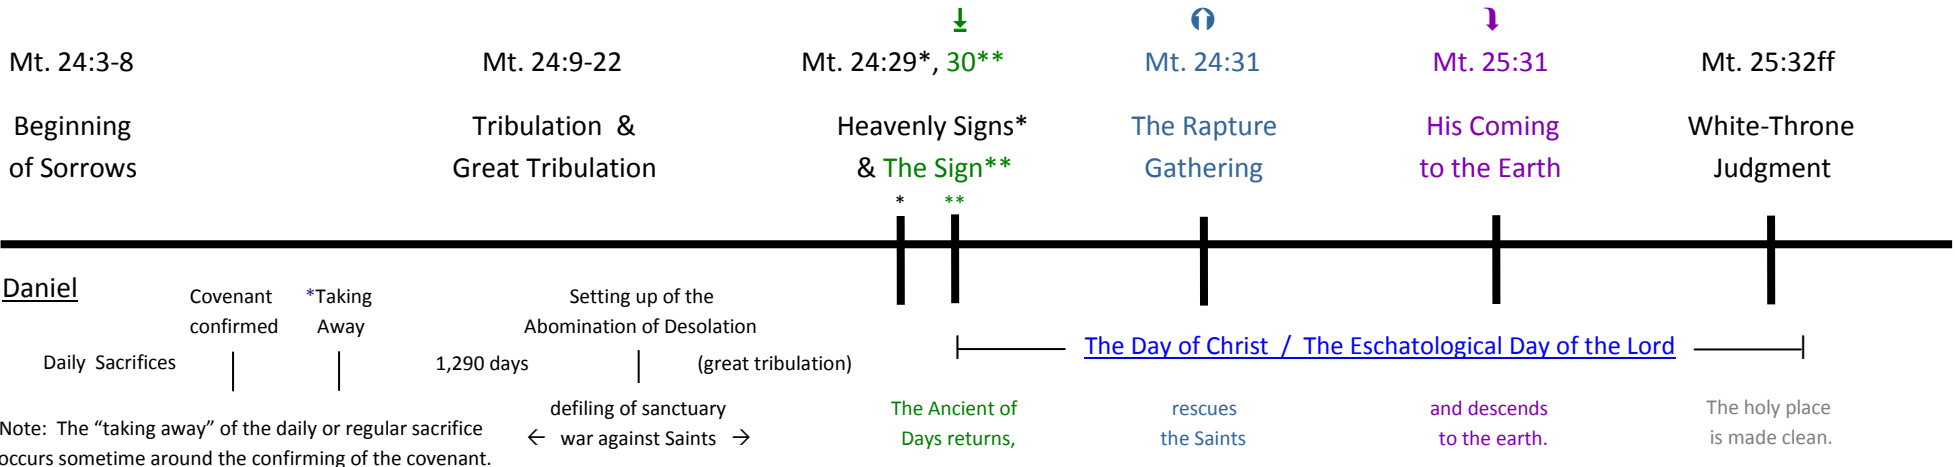 Mt. 24:3-8 Mt. 24:9-22 Mt. 24:29*, 30** Mt. 24:31 Mt. 25:31 Mt. 25:32ff
Beginning Tribulation & Heavenly Signs* The Rapture His Coming White-Throne
of Sorrows Great Tribulation & The Sign** Gathering to the Earth Judgment
* **
Daniel
Covenant *Taking Setting up of the
confirmed Away Abomination of Desolation
The Day of Christ / The Eschatological Day of the Lord
Daily Sacrifices 1,290 days (great tribulation)
defiling of sanctuary The Ancient of rescues and descends The holy place
Note: The “taking away” of the daily or regular sacrifice ← war against Saints → Days returns, the Saints to the earth. is made clean.
occurs sometime around the confirming of the covenant.